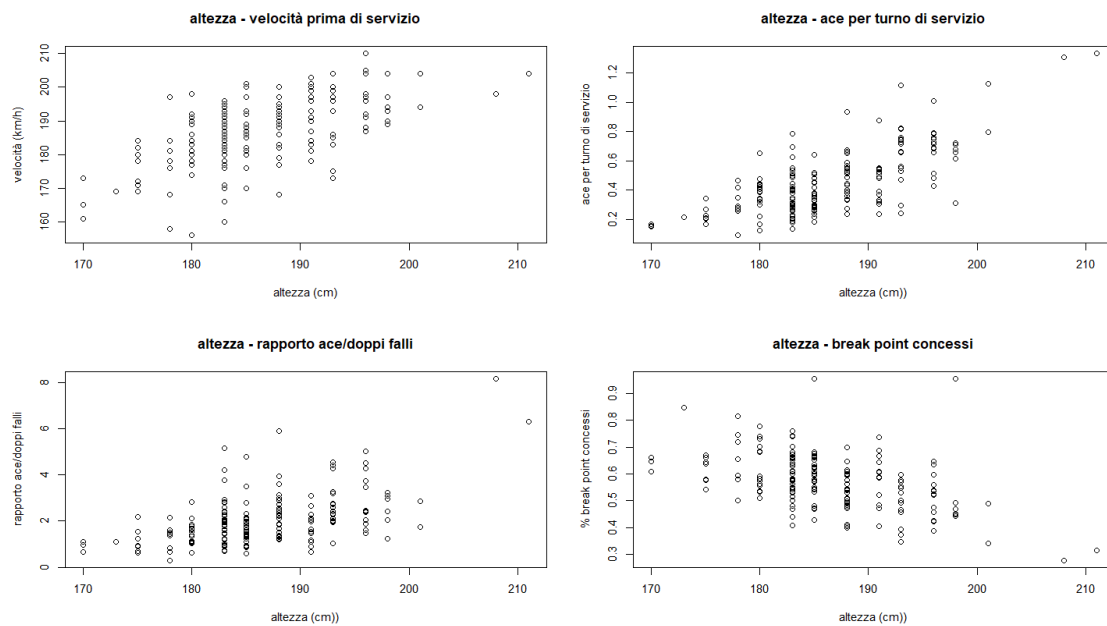 altezza - velocità prima di servizio
velocità (km/h)
210
200
190
180
170
160
170 180 190 200 210
altezza (cm)
altezza - ace per turno di servizio
ace per turno di servizio
1.2
1.0
0.8
0.6
0.4
0.2
170 180 190 200 210
altezza (cm))
altezza - rapporto ace/doppi falli
rapporto ace/doppi falli
8
6
4
2
0
170 180 190 200 210
altezza (cm))
altezza - break point concessi
% break point concessi
0.9
0.8
0.7
0.6
0.5
0.4
0.3
170 180 190 200 210
altezza (cm))